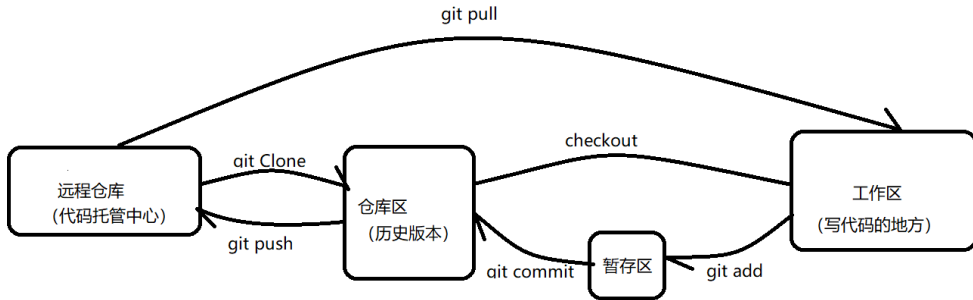 git pull
git Clone
checkout
远程仓库
(代码托管中心)
仓库区
(历史版本)
工作区
(写代码的地方)
git push
git commit
暂存区
git add